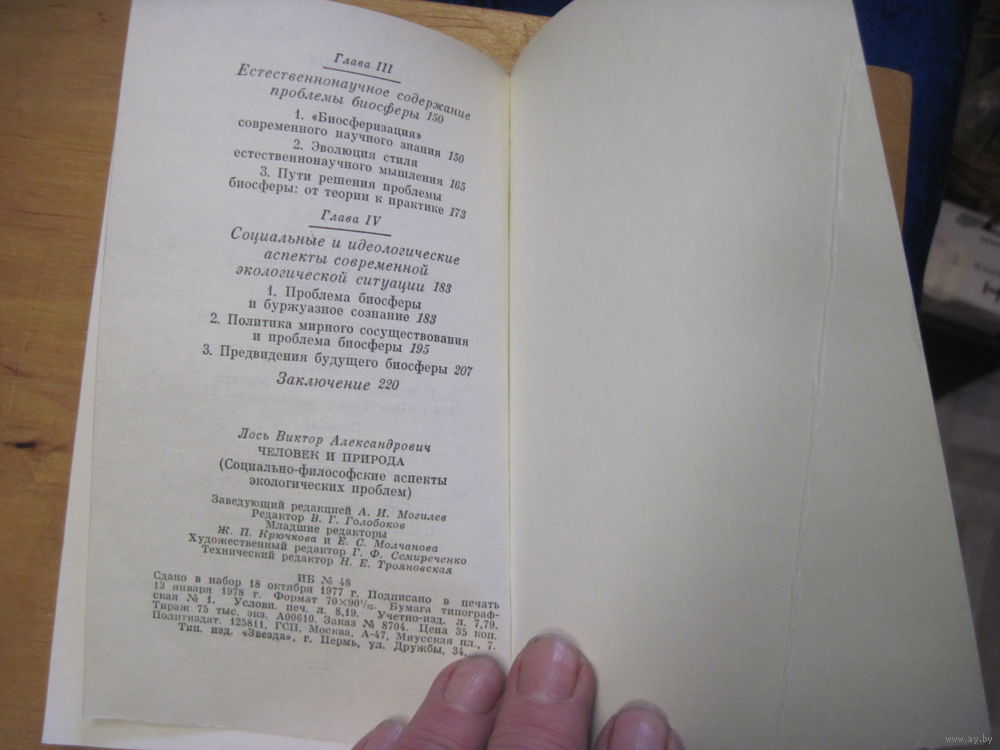 Глава III
Естественнонаучное содержание
проблемы биосферы 150
1. «Биосферизация»
современного научного знания 150
2. Эволюция стиля
естественнонаучного мышления 165
3. Пути решения проблемы
биосферы: от теории к практике 173
Глава IV
Социальные и идеологические
аспекты современной
экологической ситуации 183
1. Проблема биосферы
и буржуазное сознание 183
2. Политика мирного сосуществования
и проблема биосферы 195
3. Предвидения будущего биосферы 207
Заключение 220
Лось Виктор Александрович
ЧЕЛОВЕК И ПРИРОДА
(Социально-философские аспекты
экологических проблем)
Заведующий редакцией А. И. Могилев
Редактор В. Г. Голобоков
Младшие редакторы
Ж. П. Крючкова и Е. С. Молчанова
Художественный редактор Г. Ф. Семиреченко
Технический редактор Н. Е. Трояновская
ИБ № 48
Сдано в набор 18 октября 1977 г. Подписано в печать
13 января 1978 г. Формат 70×90¹/₃₂. Бумага типограф-
ская № 1. Условн. печ. л. 8,19. Учетно-изд. л. 7,79.
Тираж 75 тыс. экз. А00610. Заказ № 8704. Цена 35 коп.
Политиздат. 125811, ГСП, Москва, А-47, Миусская пл., 7.
Тип. изд. «Звезда», г. Пермь, ул. Дружбы, 34.
www.ay.by